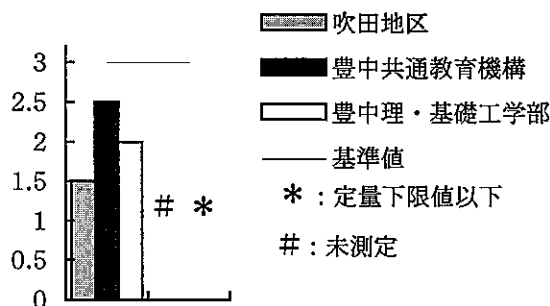 吹田地区
豊中共通教育機構
豊中理・基礎工学部
基準値
*：定量下限値以下
#：未測定
3
2.5
2
1.5
1
0.5
0
# *